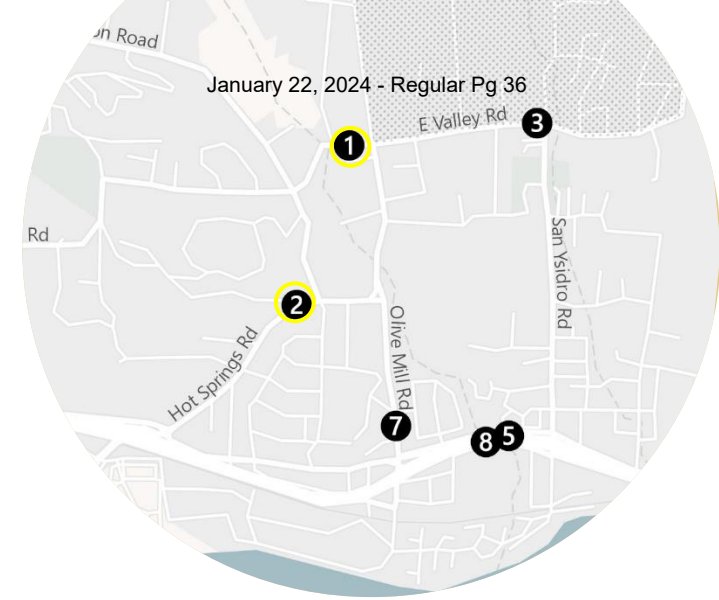 on Road
January 22, 2024 - Regular Pg 36
E Valley Rd
3
1
Rd
San Ysidro Rd
2
Olive Mill Rd
Hot Springs Rd
7
8
5